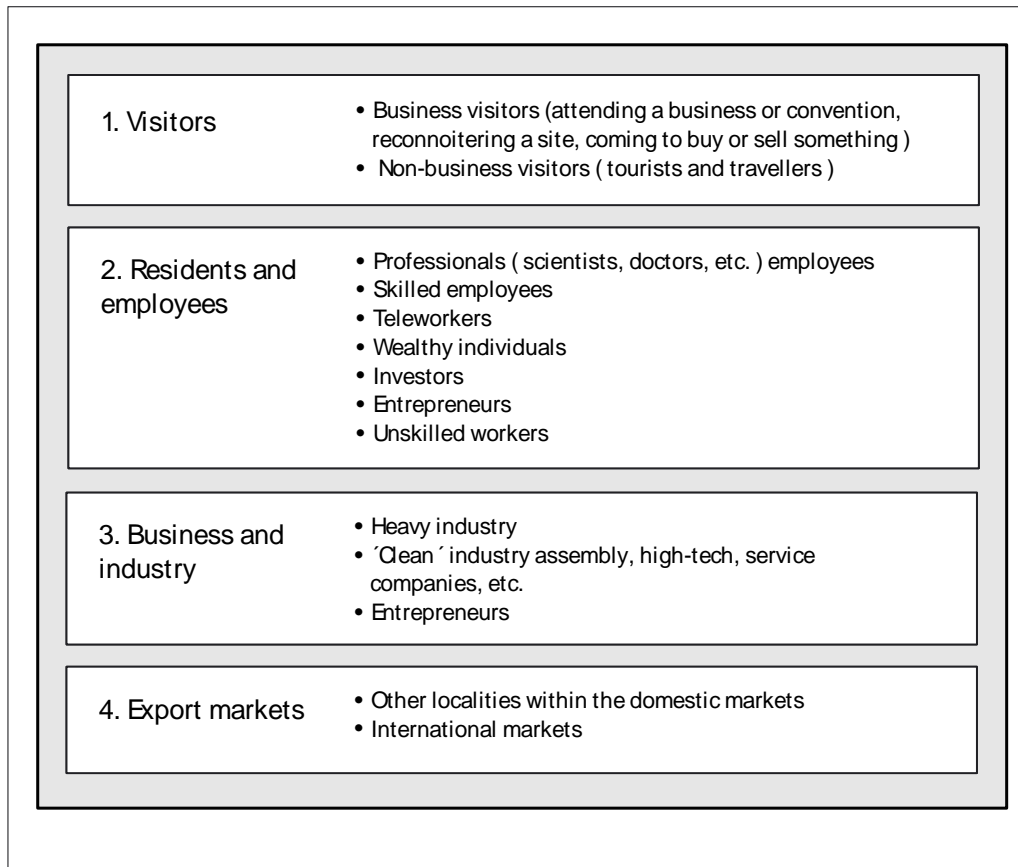 1. Visitors
• Business visitors (attending a business or convention,
reconnoitering a site, coming to buy or sell something )
• Non-business visitors ( tourists and travellers )
2. Residents and
employees
• Professionals ( scientists, doctors, etc. ) employees
• Skilled employees
• Teleworkers
• Wealthy individuals
• Investors
• Entrepreneurs
• Unskilled workers
3. Business and
industry
• Heavy industry
• ´Clean´ industry assembly, high-tech, service
companies, etc.
• Entrepreneurs
4. Export markets
• Other localities within the domestic markets
• International markets